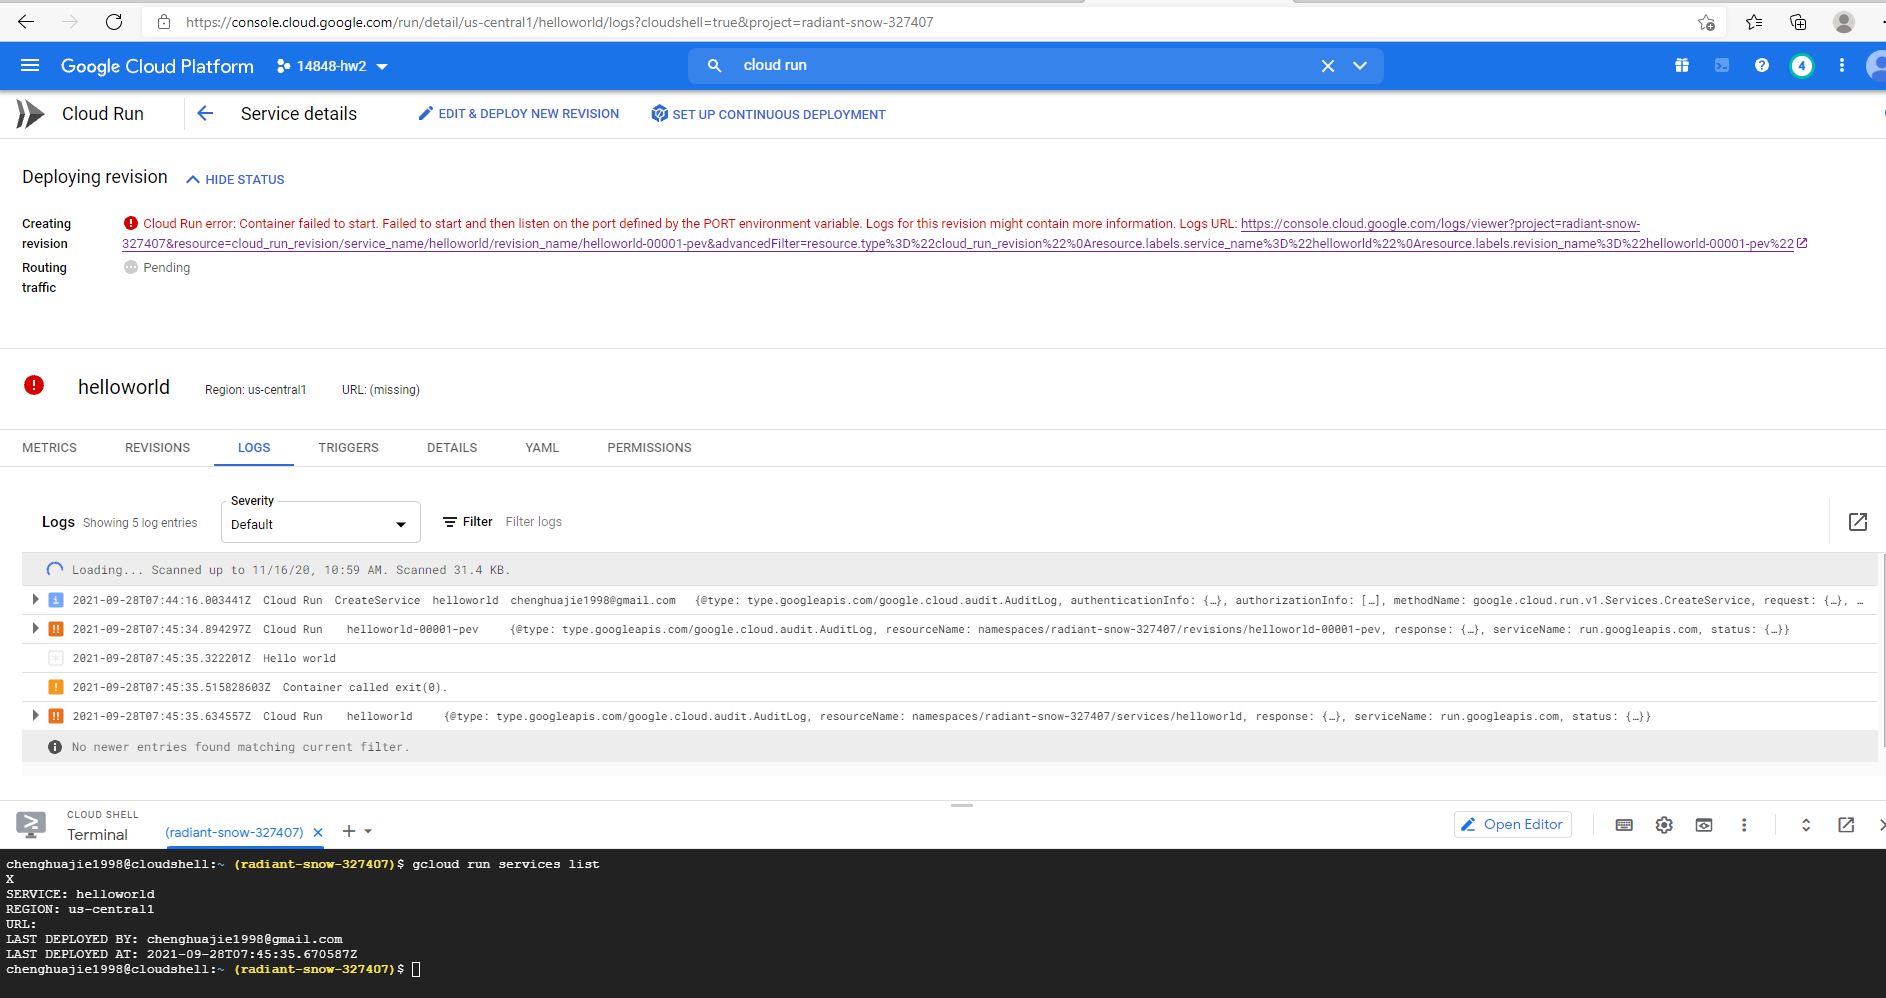 https://console.cloud.google.com/run/detail/us-central1/helloworld/logs?cloudshell=true&project=radiant-snow-327407
Google Cloud Platform 14848-hw2 cloud run 4
Cloud Run Service details EDIT & DEPLOY NEW REVISION SET UP CONTINUOUS DEPLOYMENT
Deploying revision HIDE STATUS
Creating revision
Cloud Run error: Container failed to start. Failed to start and then listen on the port defined by the PORT environment variable. Logs for this revision might contain more information. Logs URL: https://console.cloud.google.com/logs/viewer?project=radiant-snow-
327407&resource=cloud_run_revision/service_name/helloworld/revision_name/helloworld-00001-pev&advancedFilter=resource.type%3D%22cloud_run_revision%22%0Aresource.labels.service_name%3D%22helloworld%22%0Aresource.labels.revision_name%3D%22helloworld-00001-pev%22
Routing traffic
Pending
helloworld Region: us-central1 URL: (missing)
METRICS REVISIONS LOGS TRIGGERS DETAILS YAML PERMISSIONS
Severity
Logs Showing 5 log entries Default Filter Filter logs
Loading... Scanned up to 11/16/20, 10:59 AM. Scanned 31.4 KB.
2021-09-28T07:44:16.003441Z Cloud Run CreateService helloworld chenghuajie1998@gmail.com {@type: type.googleapis.com/google.cloud.audit.AuditLog, authenticationInfo: {…}, authorizationInfo: […], methodName: google.cloud.run.v1.Services.CreateService, request: {…}, …
2021-09-28T07:45:34.894297Z Cloud Run helloworld-00001-pev {@type: type.googleapis.com/google.cloud.audit.AuditLog, resourceName: namespaces/radiant-snow-327407/revisions/helloworld-00001-pev, response: {…}, serviceName: run.googleapis.com, status: {…}}
2021-09-28T07:45:35.322201Z Hello world
2021-09-28T07:45:35.515828603Z Container called exit(0).
2021-09-28T07:45:35.634557Z Cloud Run helloworld {@type: type.googleapis.com/google.cloud.audit.AuditLog, resourceName: namespaces/radiant-snow-327407/services/helloworld, response: {…}, serviceName: run.googleapis.com, status: {…}}
No newer entries found matching current filter.
CLOUD SHELL
Terminal (radiant-snow-327407) Open Editor
chenghuajie1998@cloudshell:~ (radiant-snow-327407)$ gcloud run services list
X
SERVICE: helloworld
REGION: us-central1
URL:
LAST DEPLOYED BY: chenghuajie1998@gmail.com
LAST DEPLOYED AT: 2021-09-28T07:45:35.670587Z
chenghuajie1998@cloudshell:~ (radiant-snow-327407)$